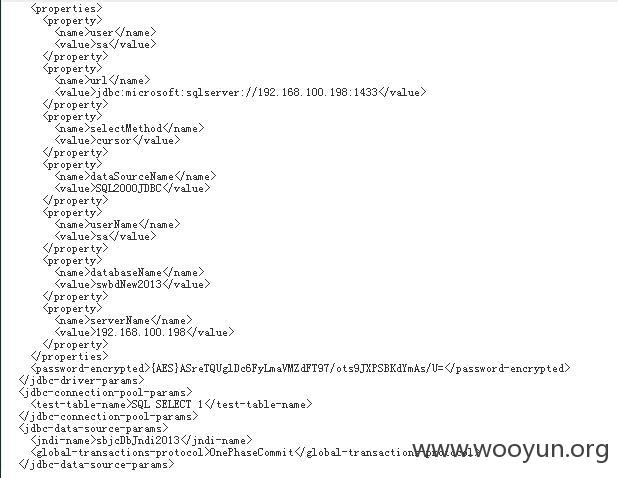 <properties>
<property>
<name>user</name>
<value>sa</value>
</property>
<property>
<name>url</name>
<value>jdbc:microsoft:sqlserver://192.168.100.198:1433</value>
</property>
<property>
<name>selectMethod</name>
<value>cursor</value>
</property>
<property>
<name>dataSourceName</name>
<value>SQL2000JDBC</value>
</property>
<property>
<name>userName</name>
<value>sa</value>
</property>
<property>
<name>databaseName</name>
<value>swbdNew2013</value>
</property>
<property>
<name>serverName</name>
<value>192.168.100.198</value>
</property>
</properties>
<password-encrypted>{AES}ASreTQUglDc6FyLmaVMZdFT97/ots9JXPSBKdYmAs/U=</password-encrypted>
</jdbc-driver-params>
<jdbc-connection-pool-params>
<test-table-name>SQL SELECT 1</test-table-name>
</jdbc-connection-pool-params>
<jdbc-data-source-params>
<jndi-name>sbjcDbJndi2013</jndi-name>
<global-transactions-protocol>OnePhaseCommit</global-transactions-protocol>
</jdbc-data-source-params>
www.wooyun.org